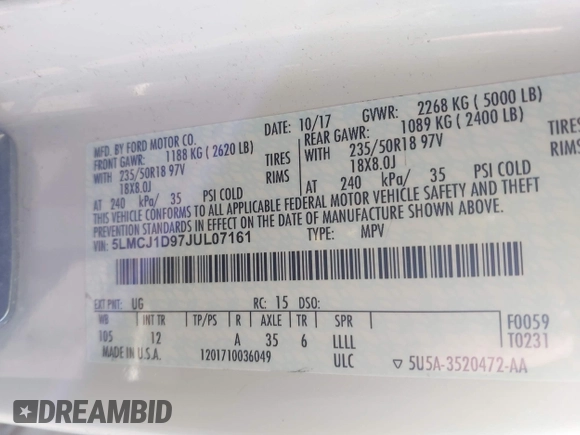 MFD. BY FORD MOTOR CO.
DATE: 10/17 GVWR: 2268 KG ( 5000 LB)
FRONT GAWR: 1188 KG ( 2620 LB)
REAR GAWR: 1089 KG ( 2400 LB)
WITH 235/50R18 97V TIRES
WITH 235/50R18 97V TIRES
18X8.0J RIMS
18X8.0J RIMS
AT 240 kPa/ 35 PSI COLD
AT 240 kPa/ 35 PSI COLD
THIS VEHICLE CONFORMS TO ALL APPLICABLE FEDERAL MOTOR VEHICLE SAFETY AND THEFT
PREVENTION STANDARDS IN EFFECT ON THE DATE OF MANUFACTURE SHOWN ABOVE.
VIN: 5LMCJ1D97JUL07161 TYPE: MPV
EXT PNT: UG RC: 15 DSO:
WB INT TR TP/PS R AXLE TR SPR
105 12 A 35 6 LLLL
ULC
F0059
T0231
MADE IN U.S.A. 1201710036049
▽ 5U5A-3520472-AA
DREAMBID